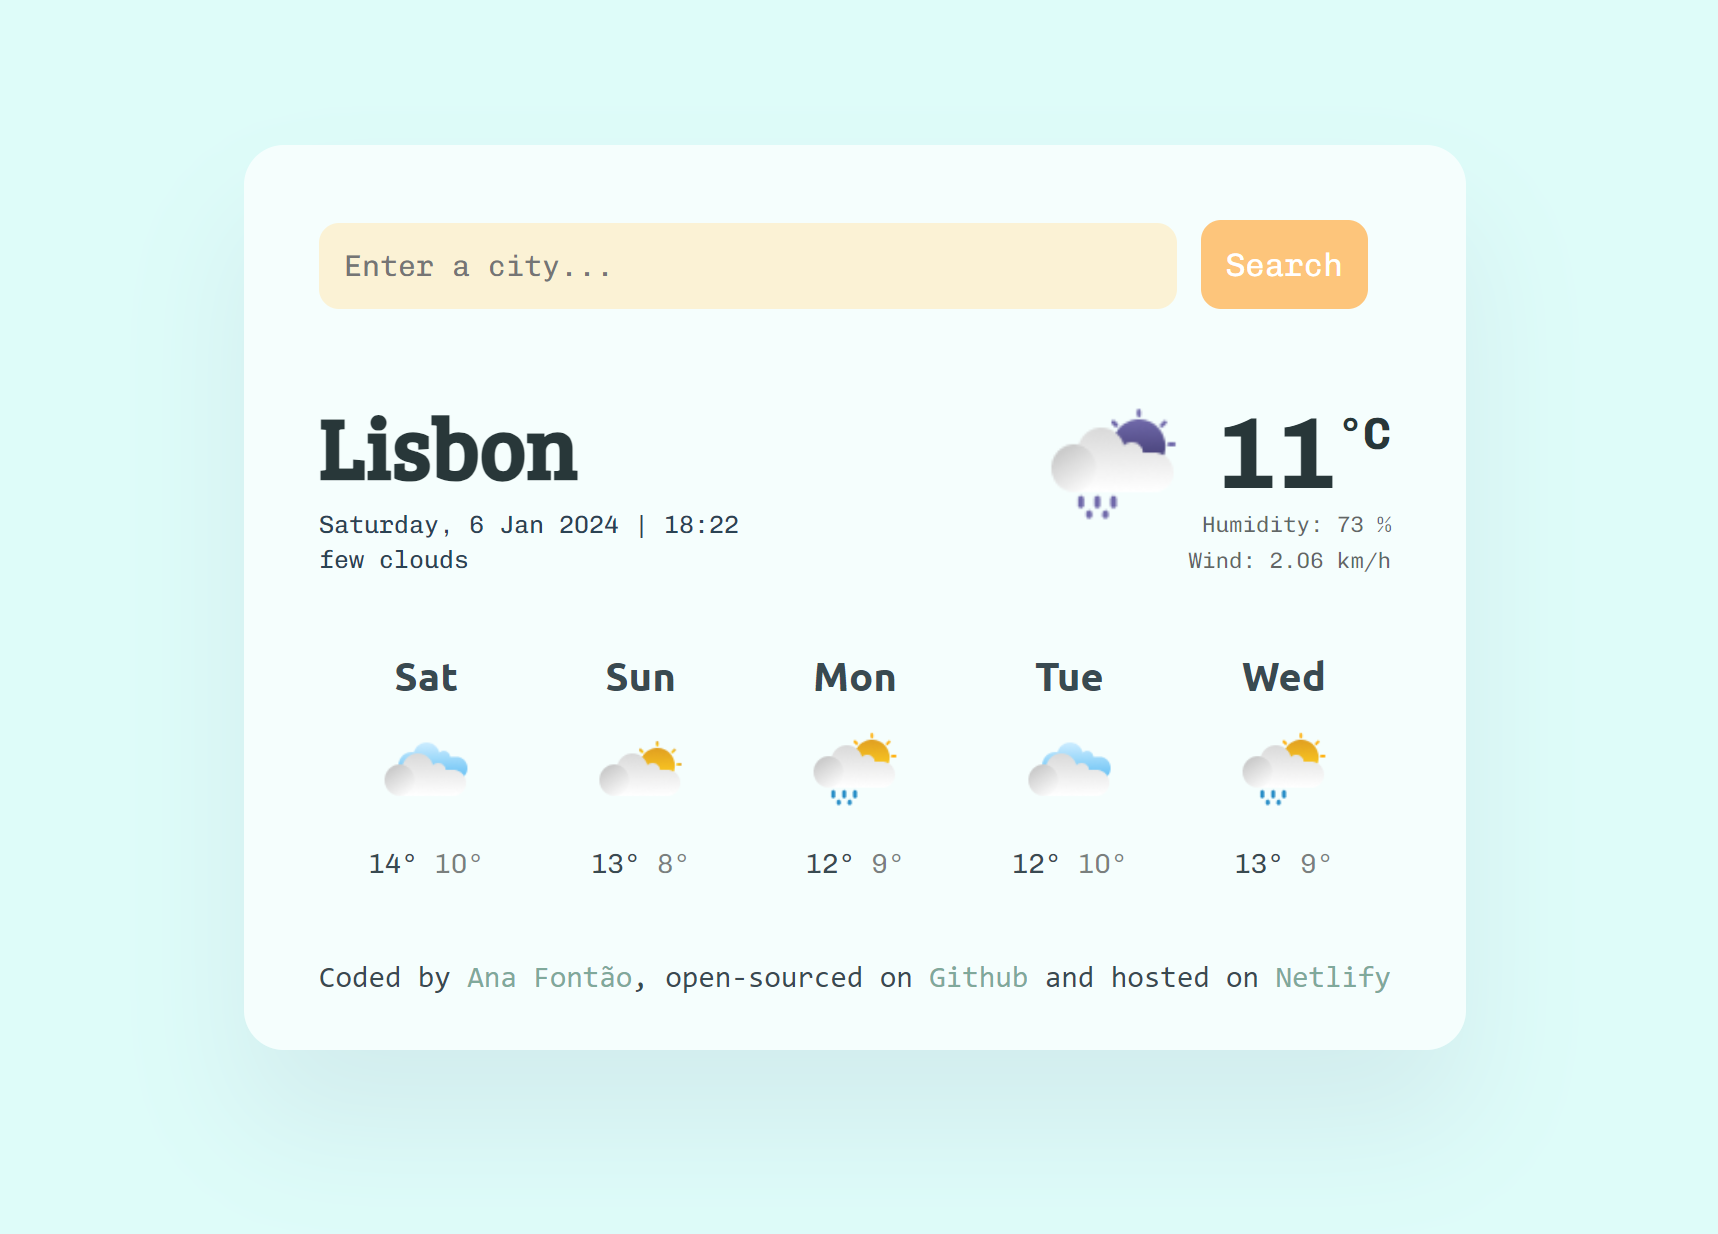 Enter a city...
Search
Lisbon
11 °C
Saturday, 6 Jan 2024 | 18:22
Humidity: 73 %
few clouds
Wind: 2.06 km/h
Sat Sun Mon Tue Wed
14° 10° 13° 8° 12° 9° 12° 10° 13° 9°
Coded by Ana Fontão, open-sourced on Github and hosted on Netlify